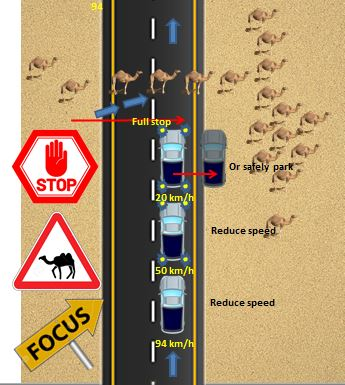 94
Full stop
STOP
Or safely park
20 km/h
Reduce speed
50 km/h
Reduce speed
FOCUS
94 km/h